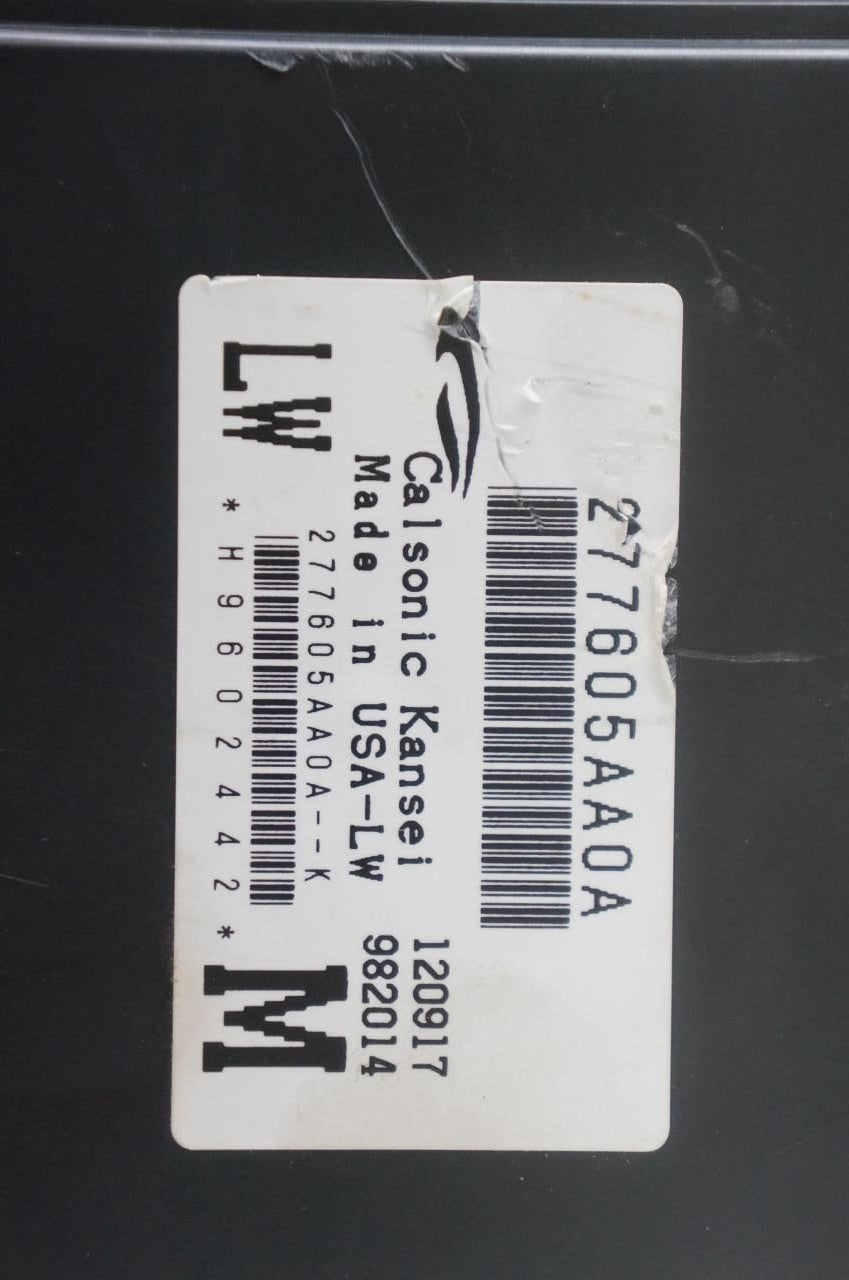 277605AA0A
Calsonic Kansei 120917
Made in USA-LW 982014
LW
277605AA0A--K
*H9602442*
M